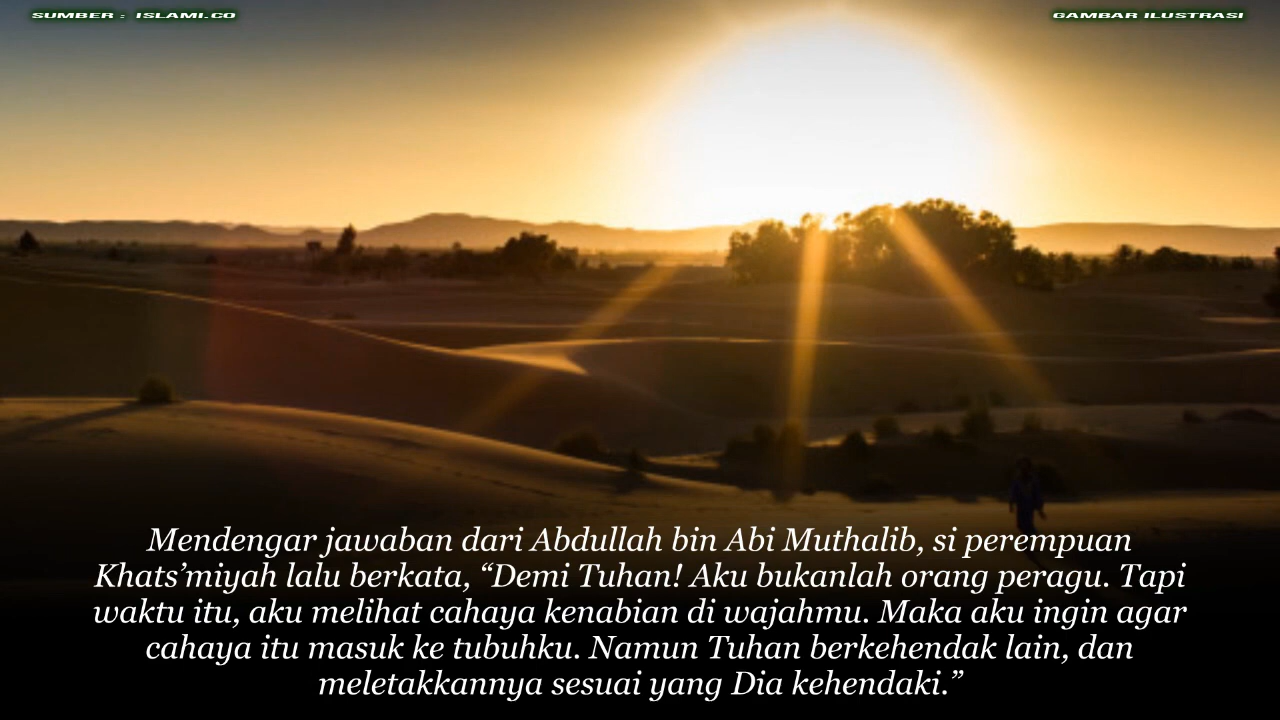 SUMBER : ISLAMI.CO
GAMBAR ILUSTRASI
Mendengar jawaban dari Abdullah bin Abi Muthalib, si perempuan
Khats’miyah lalu berkata, “Demi Tuhan! Aku bukanlah orang peragu. Tapi
waktu itu, aku melihat cahaya kenabian di wajahmu. Maka aku ingin agar
cahaya itu masuk ke tubuhku. Namun Tuhan berkehendak lain, dan
meletakkannya sesuai yang Dia kehendaki.”